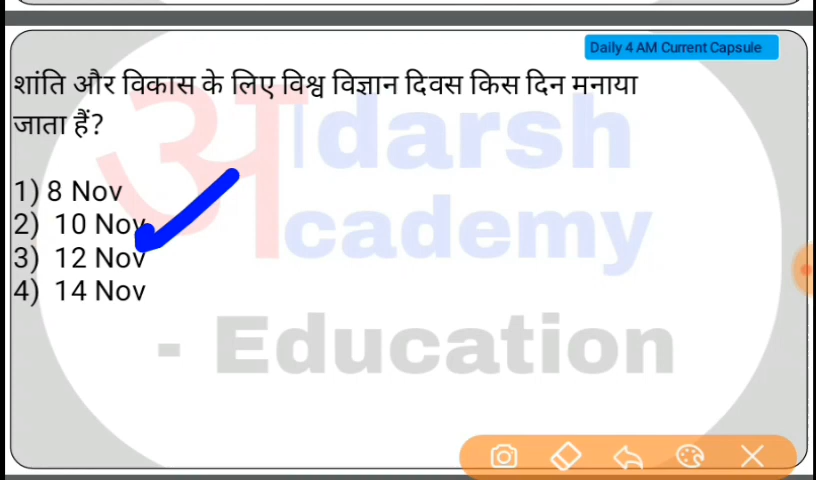 Daily 4 AM Current Capsule
शांति और विकास के लिए विश्व विज्ञान दिवस किस दिन मनाया
जाता हैं?
1) 8 Nov
2) 10 Nov
3) 12 Nov
4) 14 Nov
अdarsh
academy
- Education